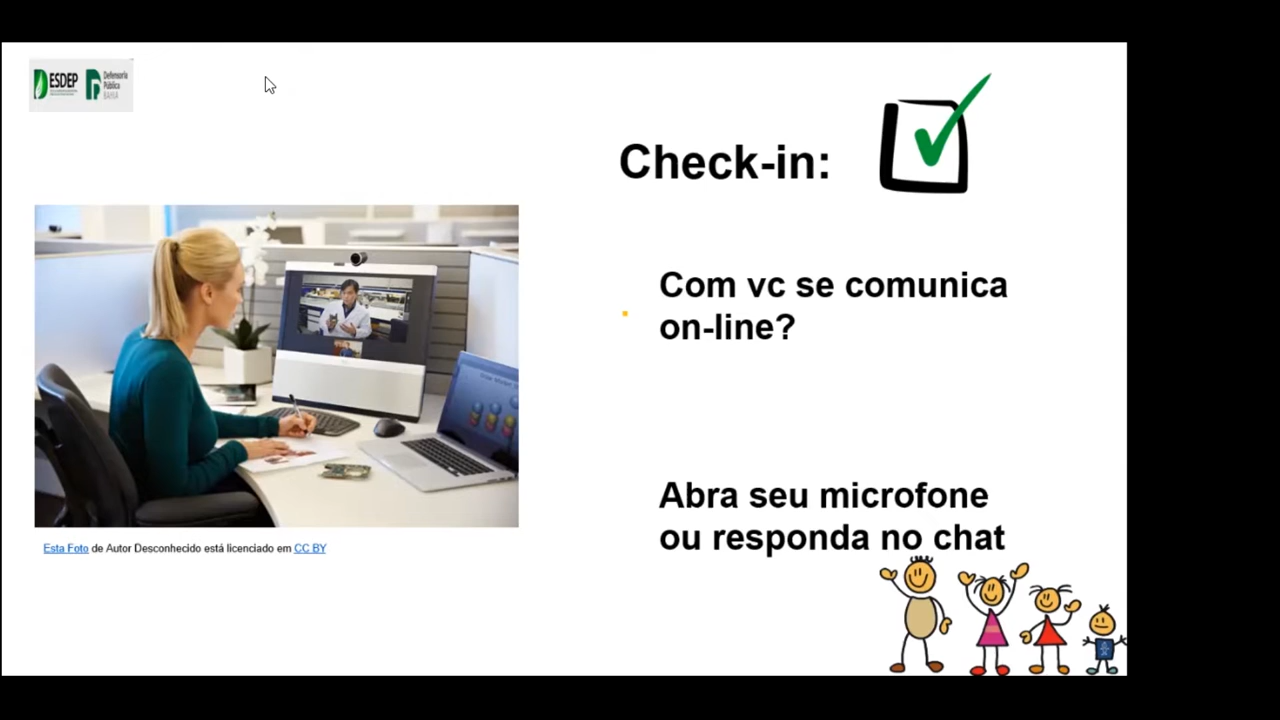 ESDEP
Defensoria
Pública
BAHIA
Check-in:
Com vc se comunica
on-line?
Abra seu microfone
ou responda no chat
Esta Foto de Autor Desconhecido está licenciado em CC BY